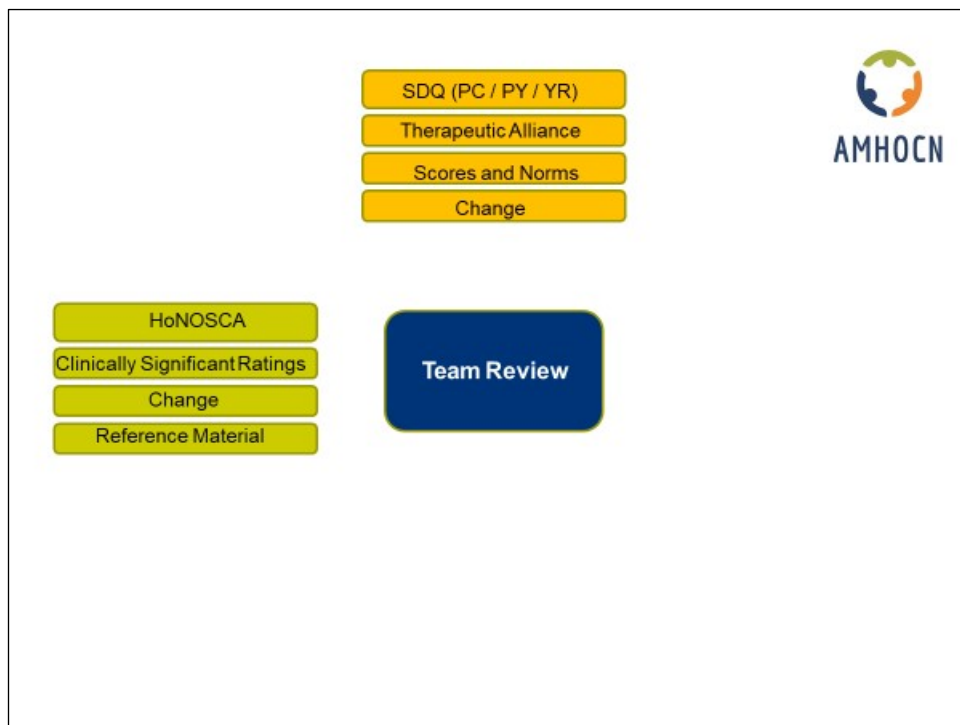 SDQ (PC / PY / YR)
Therapeutic Alliance
Scores and Norms
Change
AMHOCN
HoNOSCA
Clinically Significant Ratings
Change
Reference Material
Team Review